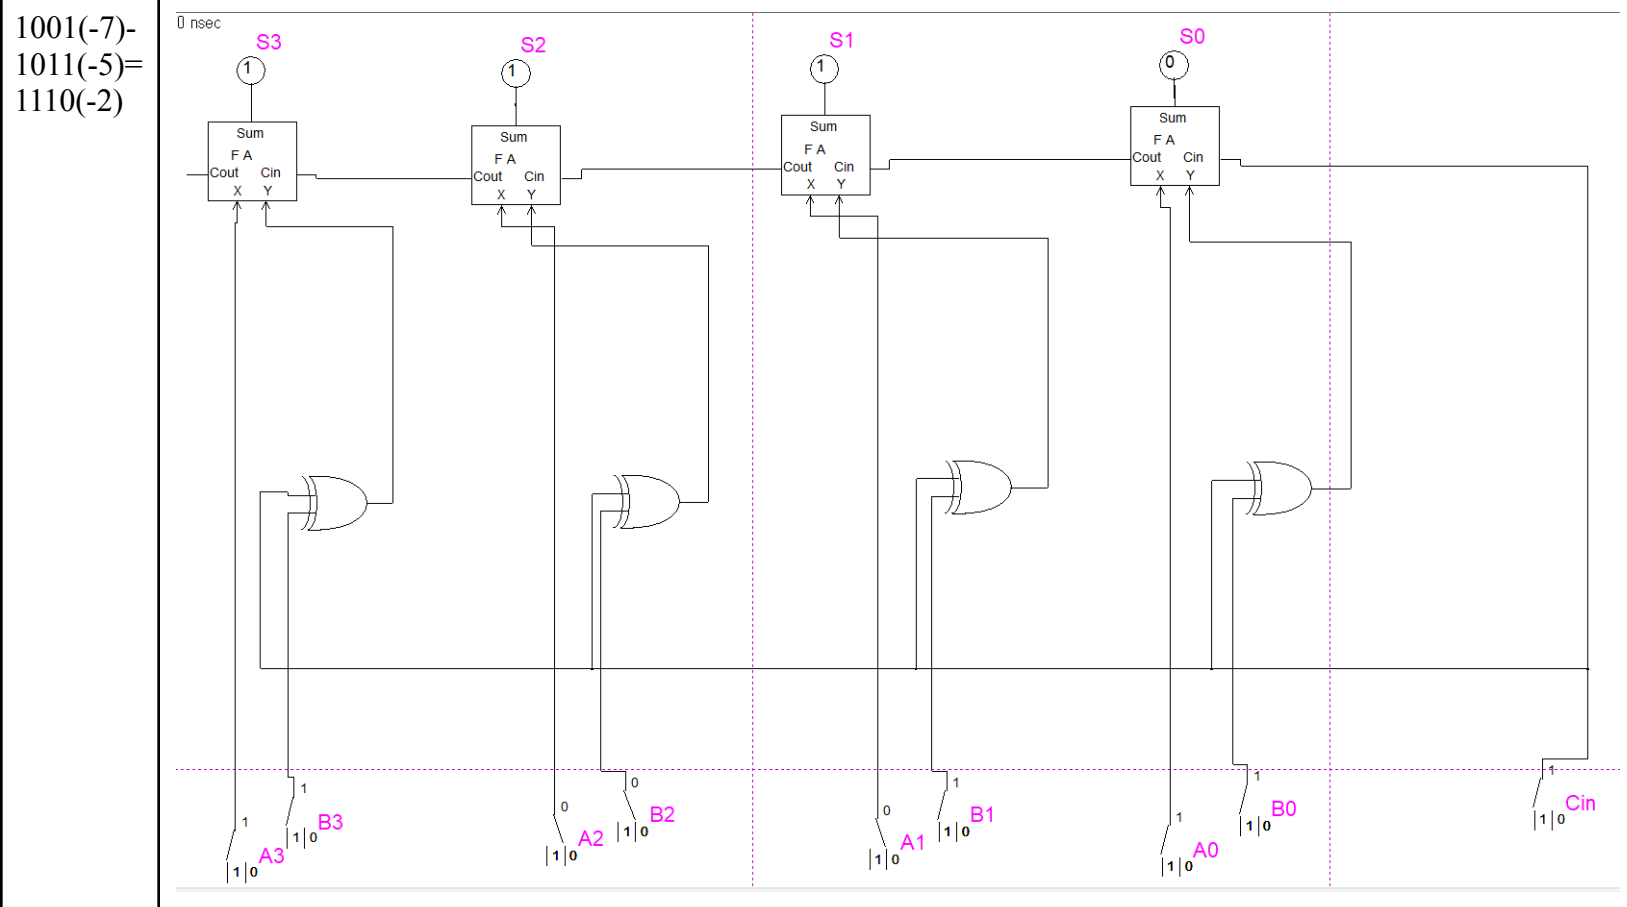 1001(-7)-
1011(-5)=
1110(-2)
0 nsec
S3
S2
S1
S0
1
1
1
0
Sum
F A
Cout Cin
X Y
Sum
F A
Cout Cin
X Y
Sum
F A
Cout Cin
X Y
Sum
F A
Cout Cin
X Y
1
1|0
A3
1
1|0
B3
0
1|0
A2
0
1|0
B2
0
1|0
A1
1
1|0
B1
1
1|0
A0
1
1|0
B0
1
1|0
Cin